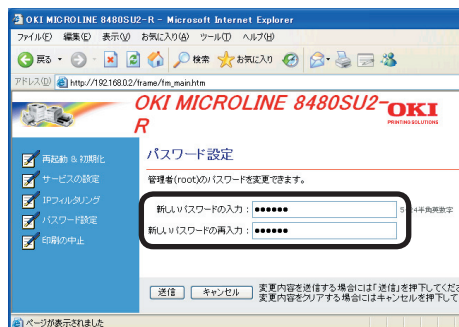 OKI MICROLINE 8480SU2-R - Microsoft Internet Explorer
ファイル(F) 編集(E) 表示(V) お気に入り(A) ツール(T) ヘルプ(H)
戻る 検索 お気に入り
アドレス(D) http://192.168.0.2/frame/fm_main.htm
OKI MICROLINE 8480SU2-R
OKI
PRINTING SOLUTIONS
再起動 & 初期化
サービスの設定
IPフィルタリング
パスワード設定
印刷の中止
パスワード設定
管理者(root)のパスワードを変更できます。
新しいパスワードの入力 : ●●●●●●
4半角英数字
新しいパスワードの再入力 : ●●●●●●
送信 キャンセル
変更内容を送信する場合には「送信」を押下してくだ
変更内容をクリアする場合にはキャンセルを押下して
ページが表示されました